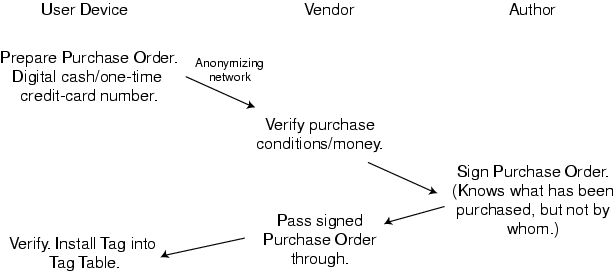 User Device
Vendor
Author
Prepare Purchase Order.
Digital cash/one-time
credit-card number.
Anonymizing
network
Verify purchase
conditions/money.
Sign Purchase Order.
(Knows what has been
purchased, but not by
whom.)
Pass signed
Purchase Order
through.
Verify. Install Tag into
Tag Table.